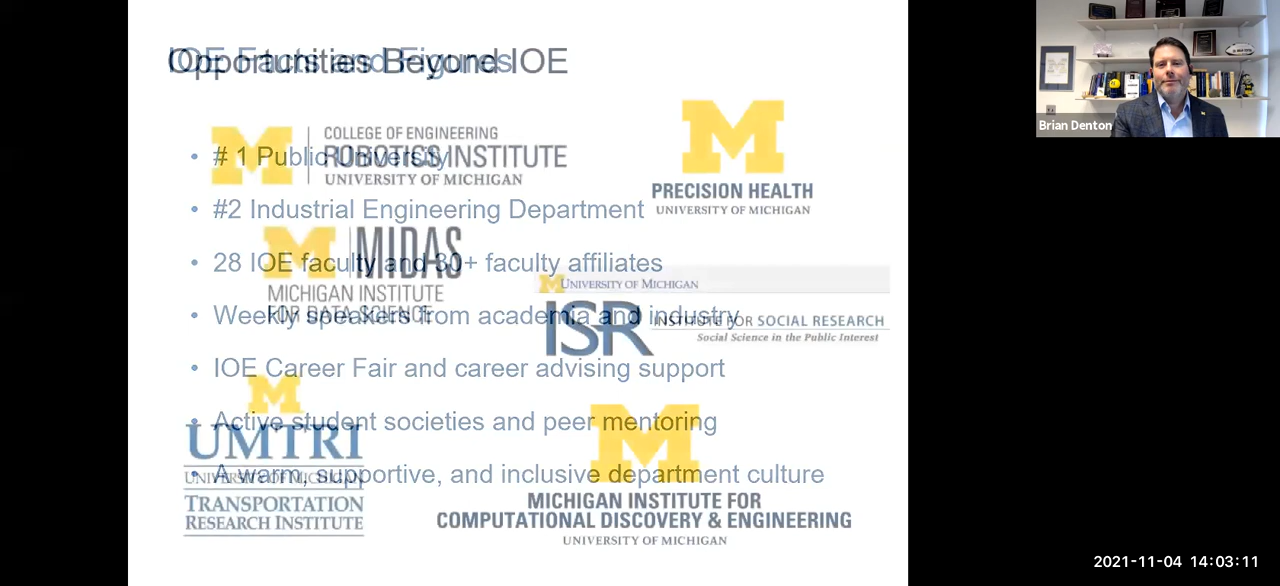 IOE Facts and Figures
Opportunities Beyond IOE
COLLEGE OF ENGINEERING
ROBOTICS INSTITUTE
UNIVERSITY OF MICHIGAN
• # 1 Public University
PRECISION HEALTH
UNIVERSITY OF MICHIGAN
• #2 Industrial Engineering Department
MIDAS
MICHIGAN INSTITUTE
FOR DATA SCIENCE
• 28 IOE faculty and 30+ faculty affiliates
UNIVERSITY OF MICHIGAN
ISR INSTITUTE FOR SOCIAL RESEARCH
Social Science in the Public Interest
• Weekly speakers from academia and industry
• IOE Career Fair and career advising support
• Active student societies and peer mentoring
UMTRI
UNIVERSITY OF MICHIGAN
TRANSPORTATION
RESEARCH INSTITUTE
• A warm, supportive, and inclusive department culture
MICHIGAN INSTITUTE FOR
COMPUTATIONAL DISCOVERY & ENGINEERING
UNIVERSITY OF MICHIGAN
Brian Denton
2021-11-04 14:03:11